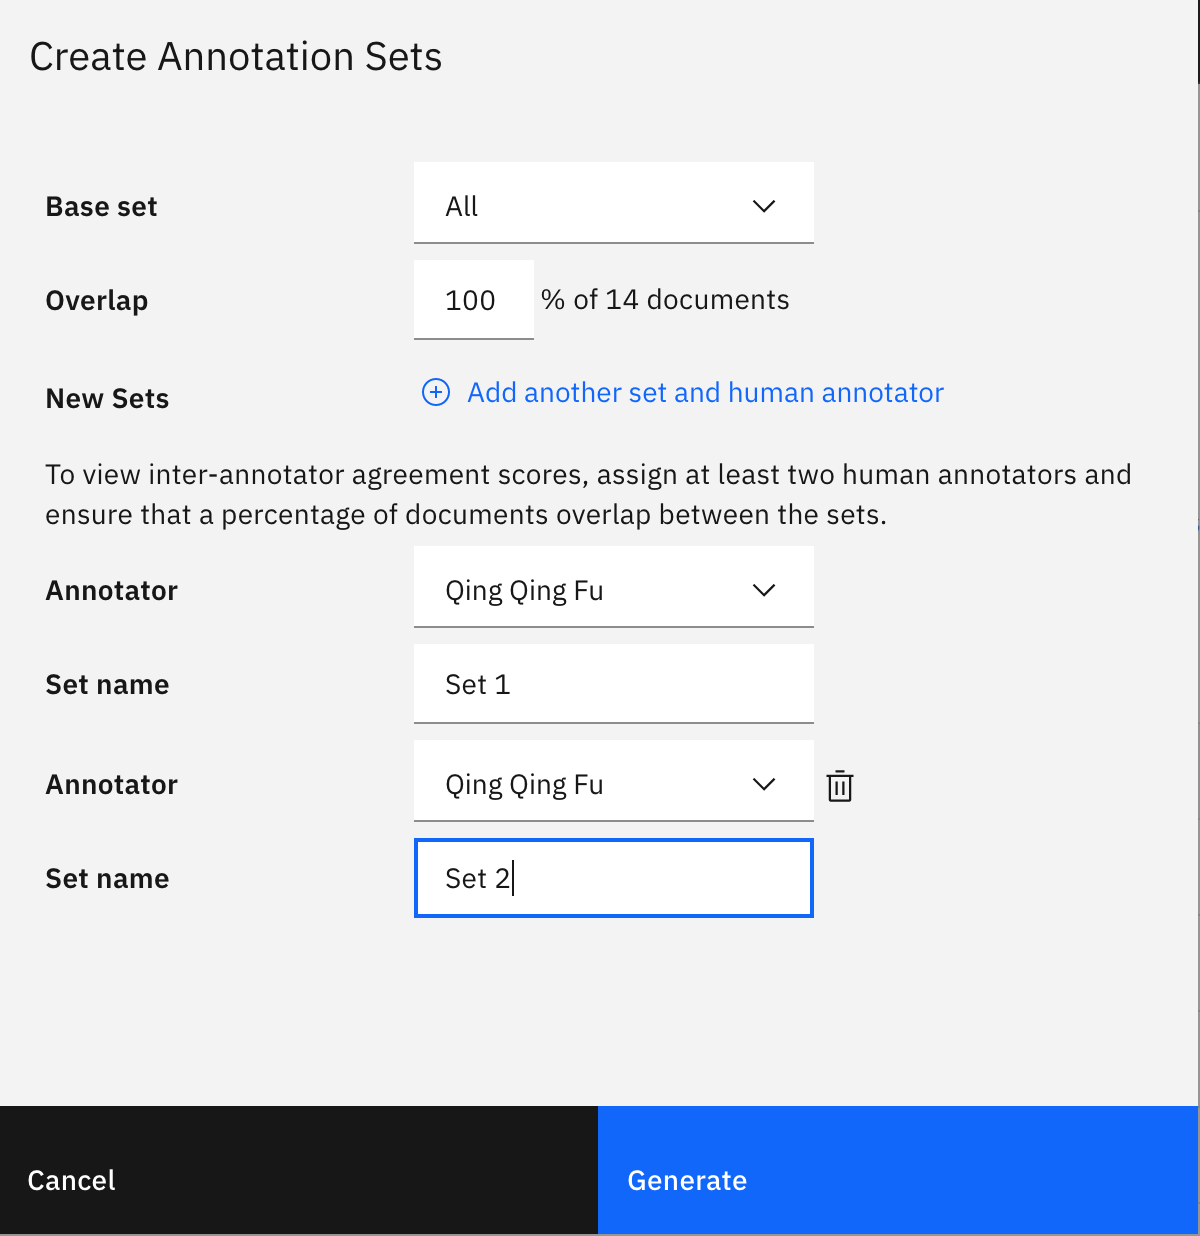 Create Annotation Sets
Base set
All
Overlap
100 % of 14 documents
New Sets
Add another set and human annotator
To view inter-annotator agreement scores, assign at least two human annotators and
ensure that a percentage of documents overlap between the sets.
Annotator
Qing Qing Fu
Set name
Set 1
Annotator
Qing Qing Fu
Set name
Set 2
Cancel
Generate